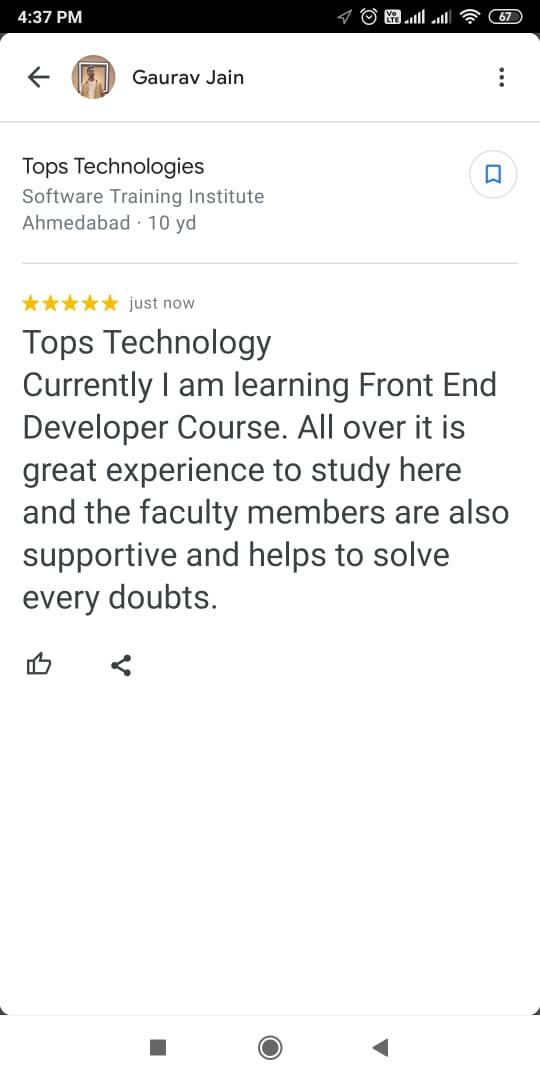 4:37 PM
Vo
LTE
67
Gaurav Jain
Tops Technologies
Software Training Institute
Ahmedabad · 10 yd
just now
Tops Technology
Currently I am learning Front End
Developer Course. All over it is
great experience to study here
and the faculty members are also
supportive and helps to solve
every doubts.